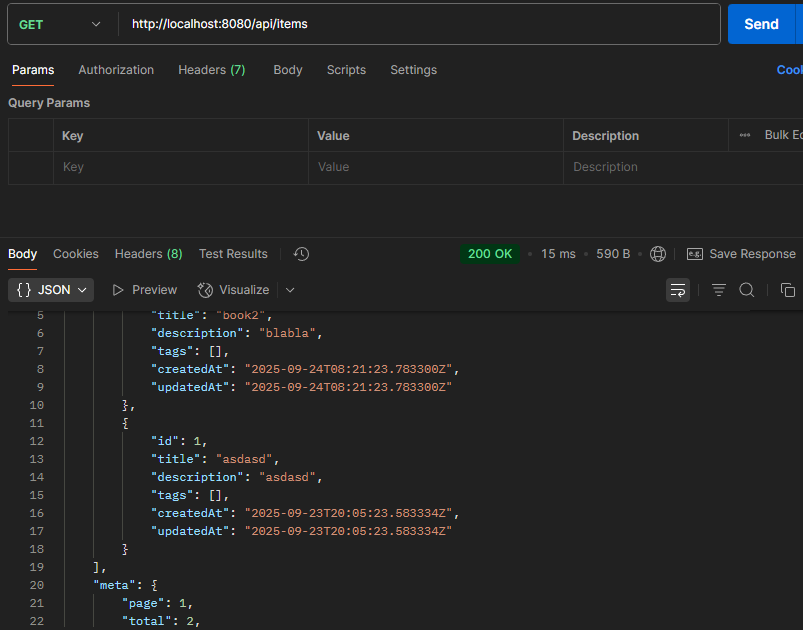 GET http://localhost:8080/api/items Send
Params Authorization Headers (7) Body Scripts Settings
Query Params
Key Value Description Bulk
Key Value Description
Body Cookies Headers (8) Test Results 200 OK 15 ms 590 B e.g. Save Response
{} JSON Preview Visualize
5 "title": "book2",
6 "description": "blabla",
7 "tags": [],
8 "createdAt": "2025-09-24T08:21:23.783300Z",
9 "updatedAt": "2025-09-24T08:21:23.783300Z"
10 },
11 {
12 "id": 1,
13 "title": "asdasd",
14 "description": "asdasd",
15 "tags": [],
16 "createdAt": "2025-09-23T20:05:23.583334Z",
17 "updatedAt": "2025-09-23T20:05:23.583334Z"
18 }
19 ],
20 "meta": {
21 "page": 1,
22 "total": 2,